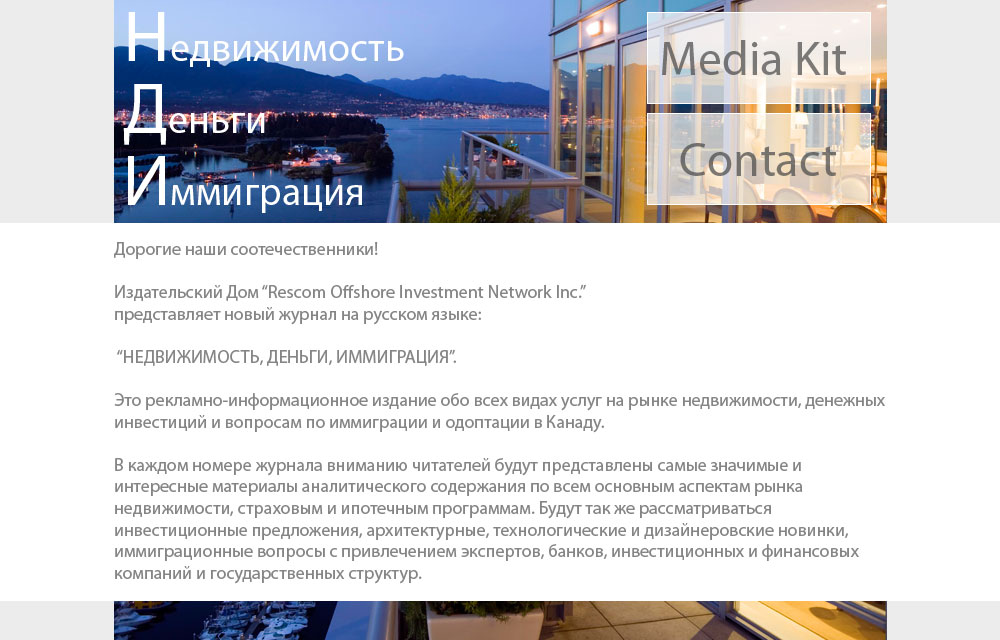 Недвижимость
Деньги
Иммиграция
Media Kit
Contact
Дорогие наши соотечественники!
Издательский Дом “Rescom Offshore Investment Network Inc.”
представляет новый журнал на русском языке:
“НЕДВИЖИМОСТЬ, ДЕНЬГИ, ИММИГРАЦИЯ”.
Это рекламно-информационное издание обо всех видах услуг на рынке недвижимости, денежных
инвестиций и вопросам по иммиграции и одоптации в Канаду.
В каждом номере журнала вниманию читателей будут представлены самые значимые и
интересные материалы аналитического содержания по всем основным аспектам рынка
недвижимости, страховым и ипотечным программам. Будут так же рассматриваться
инвестиционные предложения, архитектурные, технологические и дизайнеровские новинки,
иммиграционные вопросы с привлечением экспертов, банков, инвестиционных и финансовых
компаний и государственных структур.